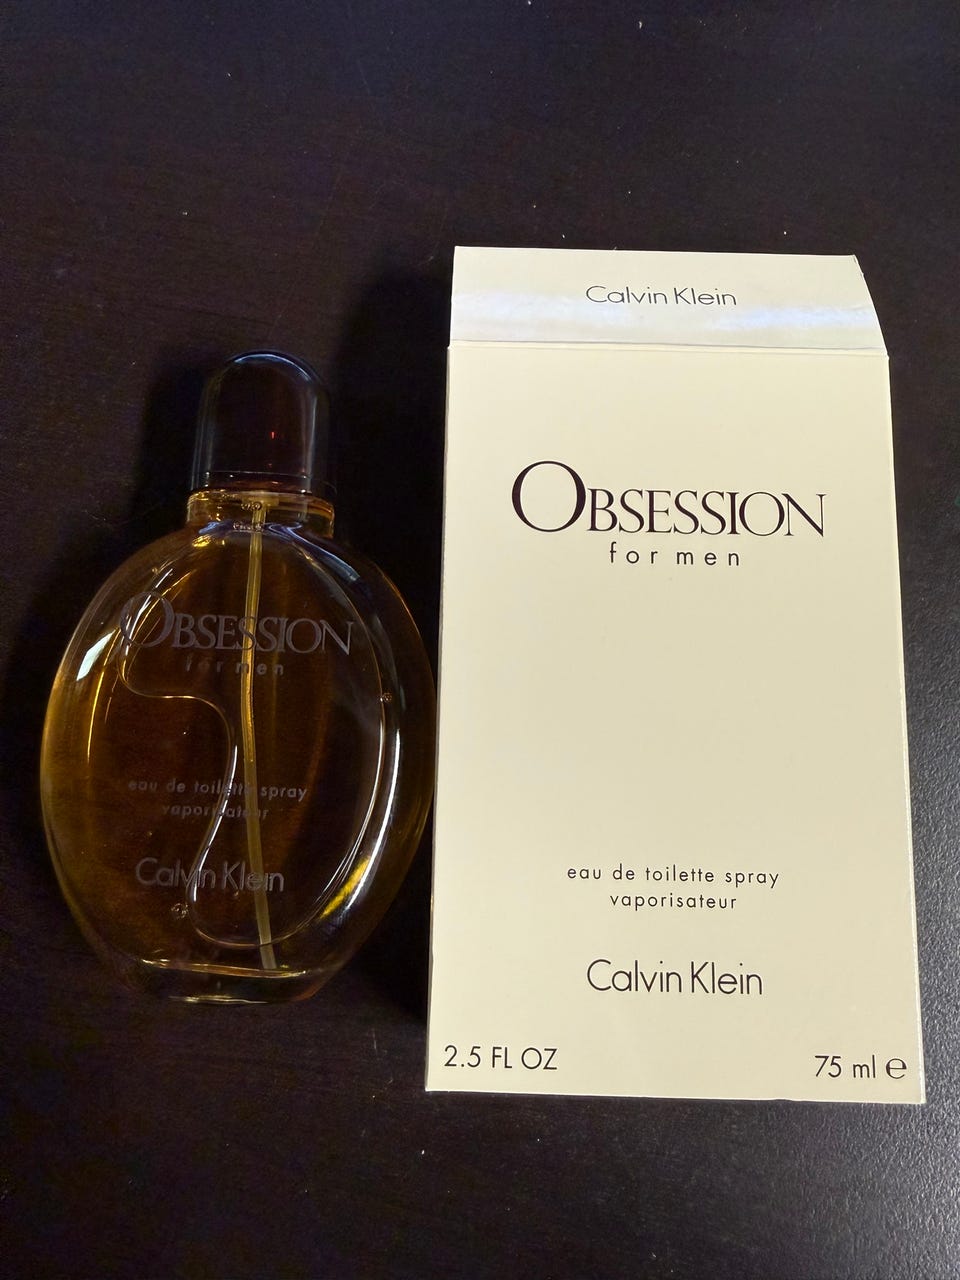 Calvin Klein
OBSESSION
for men
eau de toilette spray
vaporisateur
Calvin Klein
2.5 FL OZ
75 ml ℮
OBSESSION
for men
eau de toilette spray
vaporisateur
Calvin Klein